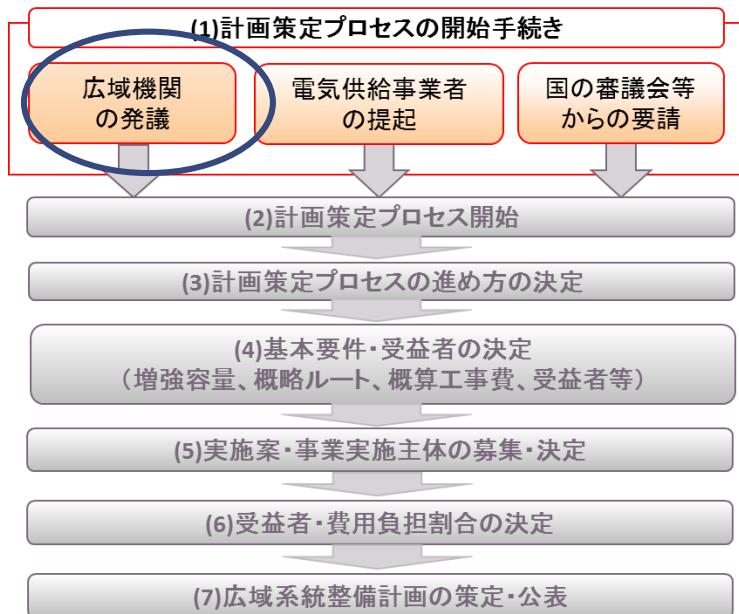 (1)計画策定プロセスの開始手続き
広域機関
の発議
電気供給事業者
の提起
国の審議会等
からの要請
(2)計画策定プロセス開始
(3)計画策定プロセスの進め方の決定
(4)基本要件・受益者の決定
（増強容量、概略ルート、概算工事費、受益者等）
(5)実施案・事業実施主体の募集・決定
(6)受益者・費用負担割合の決定
(7)広域系統整備計画の策定・公表